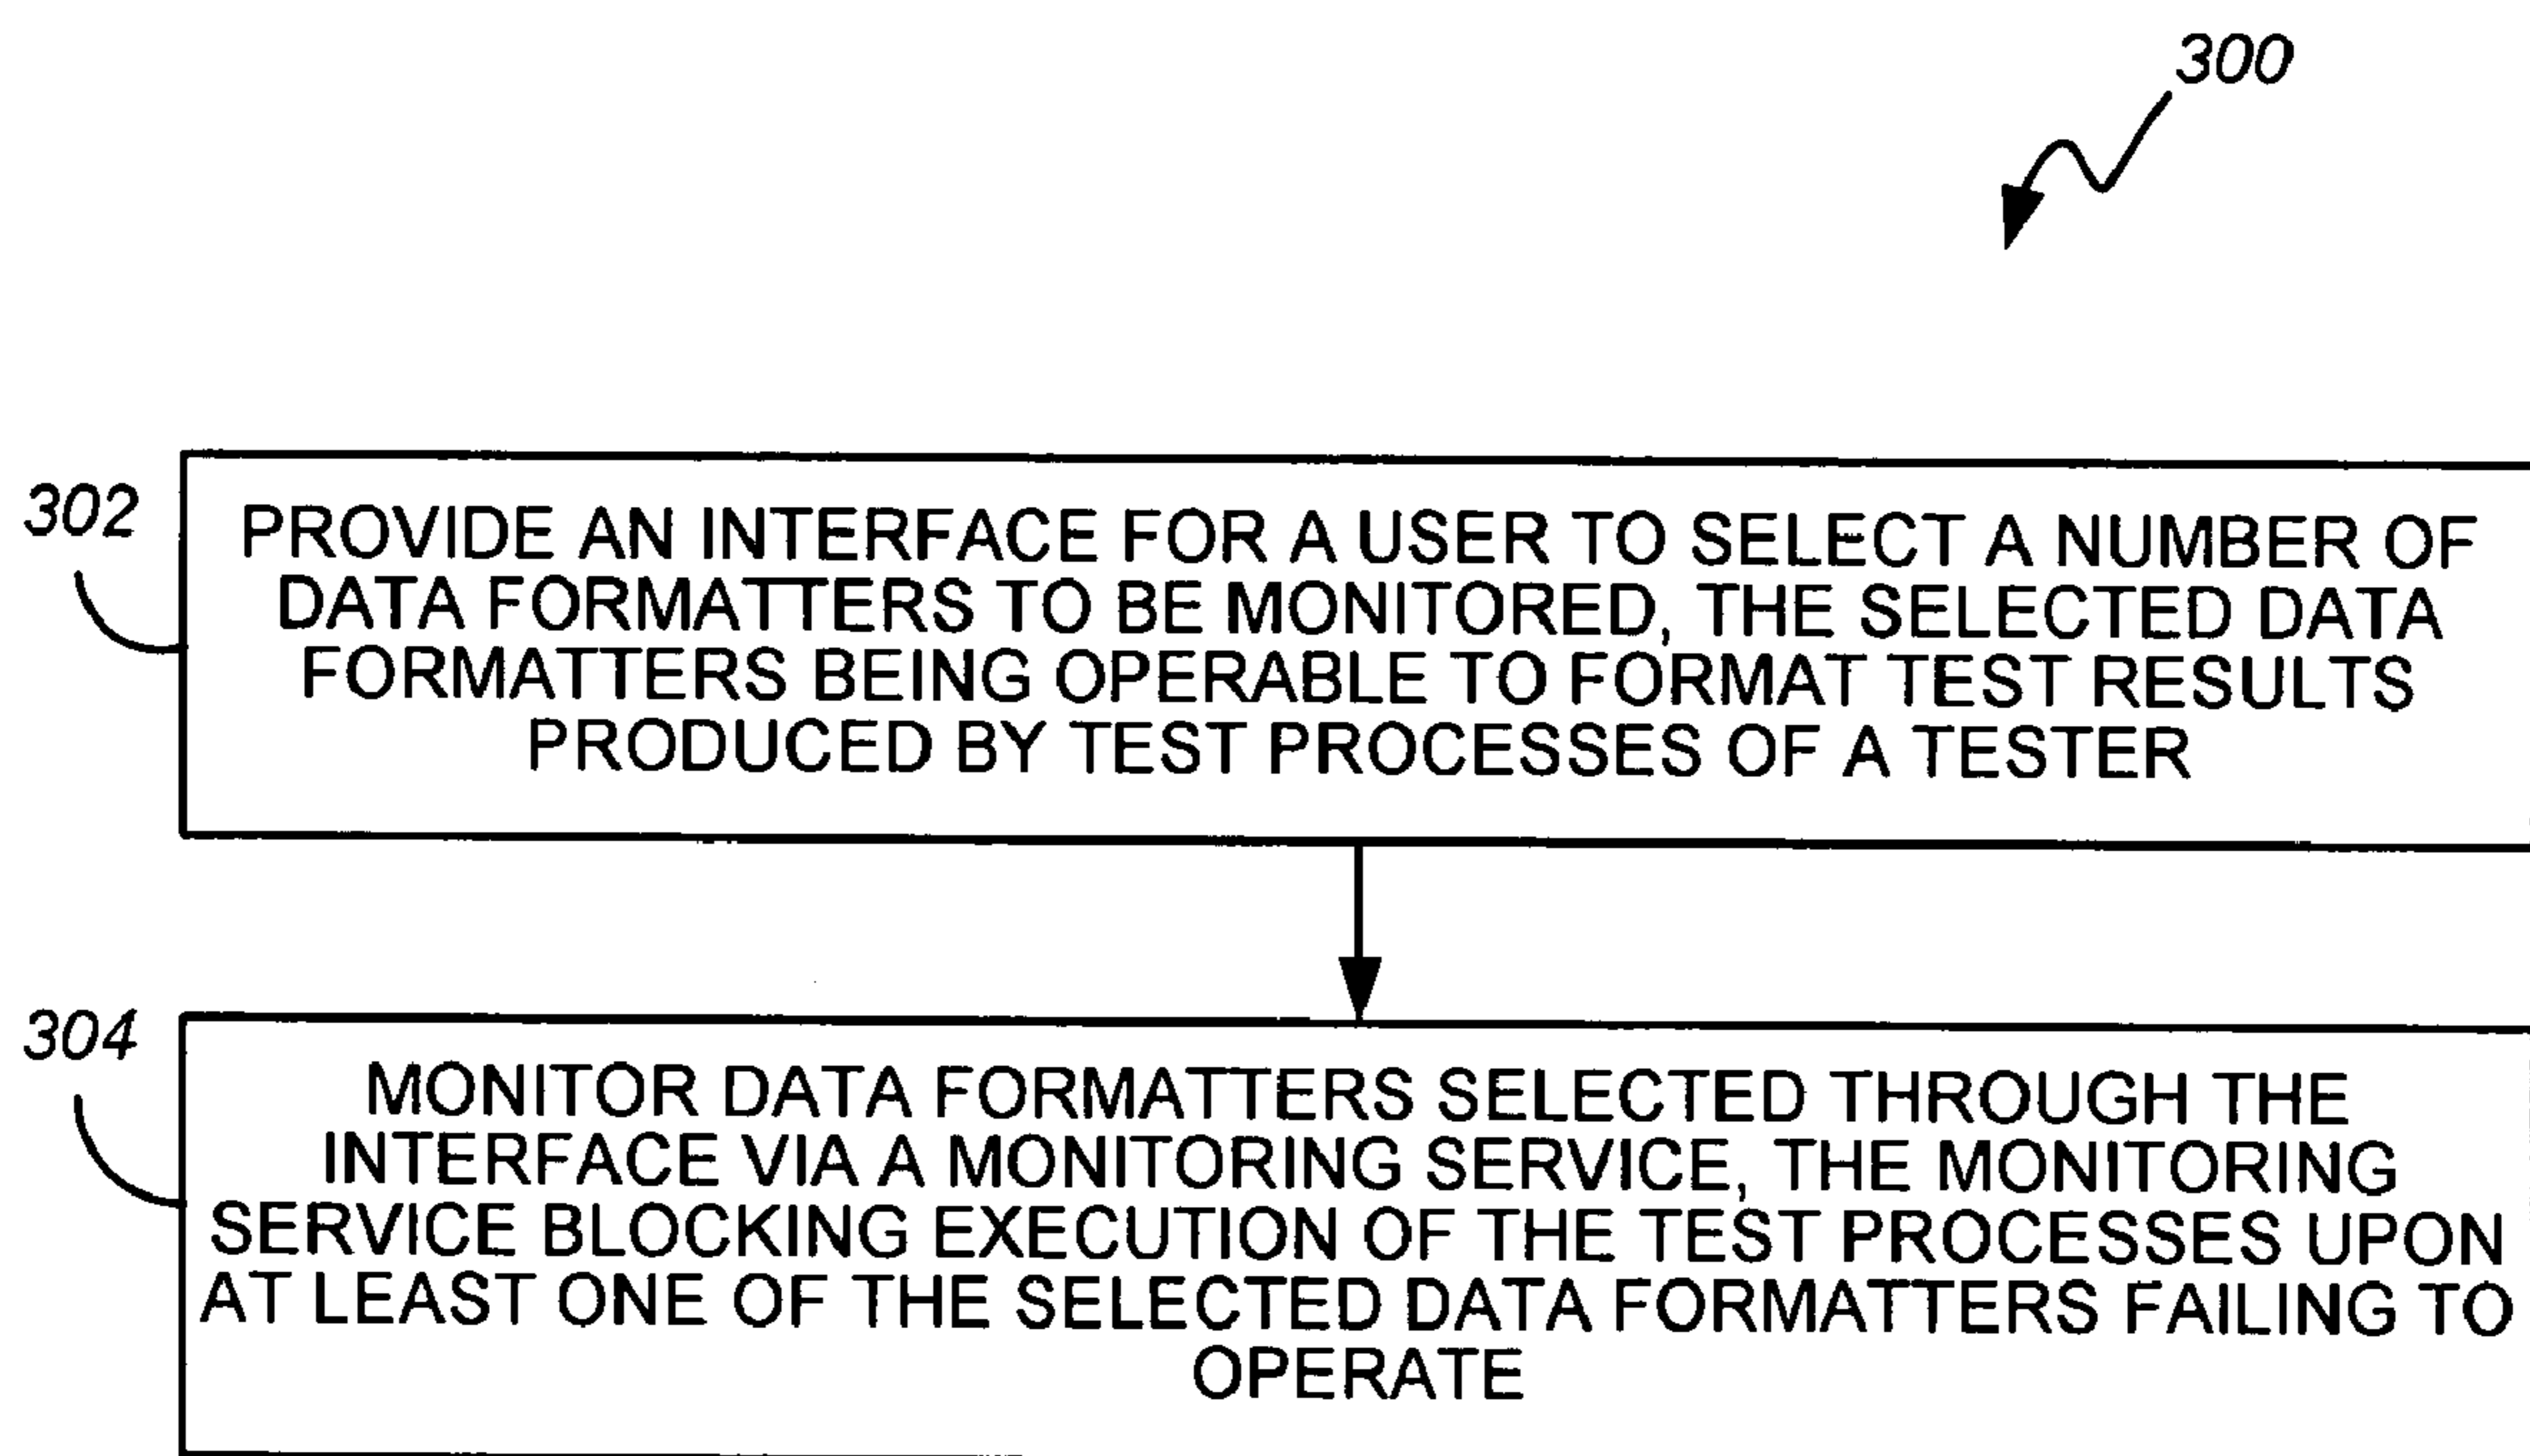 300
302
PROVIDE AN INTERFACE FOR A USER TO SELECT A NUMBER OF
DATA FORMATTERS TO BE MONITORED, THE SELECTED DATA
FORMATTERS BEING OPERABLE TO FORMAT TEST RESULTS
PRODUCED BY TEST PROCESSES OF A TESTER
304
MONITOR DATA FORMATTERS SELECTED THROUGH THE
INTERFACE VIA A MONITORING SERVICE, THE MONITORING
SERVICE BLOCKING EXECUTION OF THE TEST PROCESSES UPON
AT LEAST ONE OF THE SELECTED DATA FORMATTERS FAILING TO
OPERATE